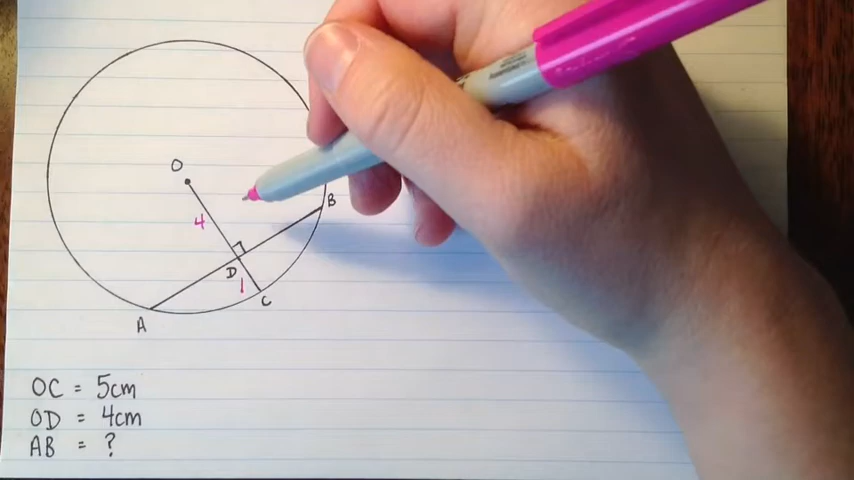 O
B
4
D
1
C
A
OC = 5cm
OD = 4cm
AB = ?